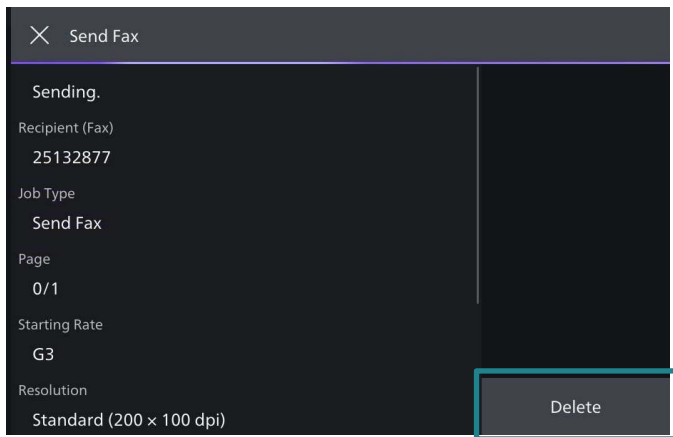 Send Fax
Sending.
Recipient (Fax)
25132877
Job Type
Send Fax
Page
0/1
Starting Rate
G3
Resolution
Standard (200 × 100 dpi)
Delete